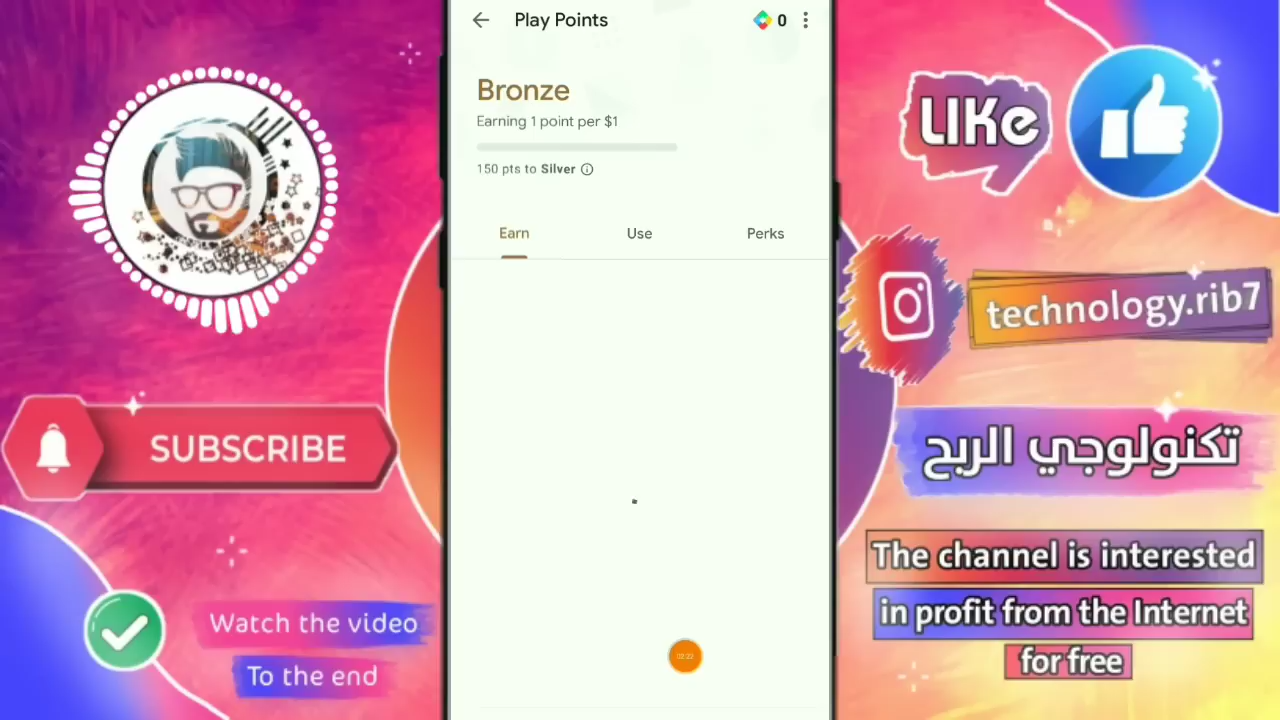 Play Points
0
Bronze
Earning 1 point per $1
150 pts to Silver
Earn
Use
Perks
SUBSCRIBE
Watch the video
To the end
LIKe
technology.rib7
تكنولوجي الربح
The channel is interested
in profit from the Internet
for free